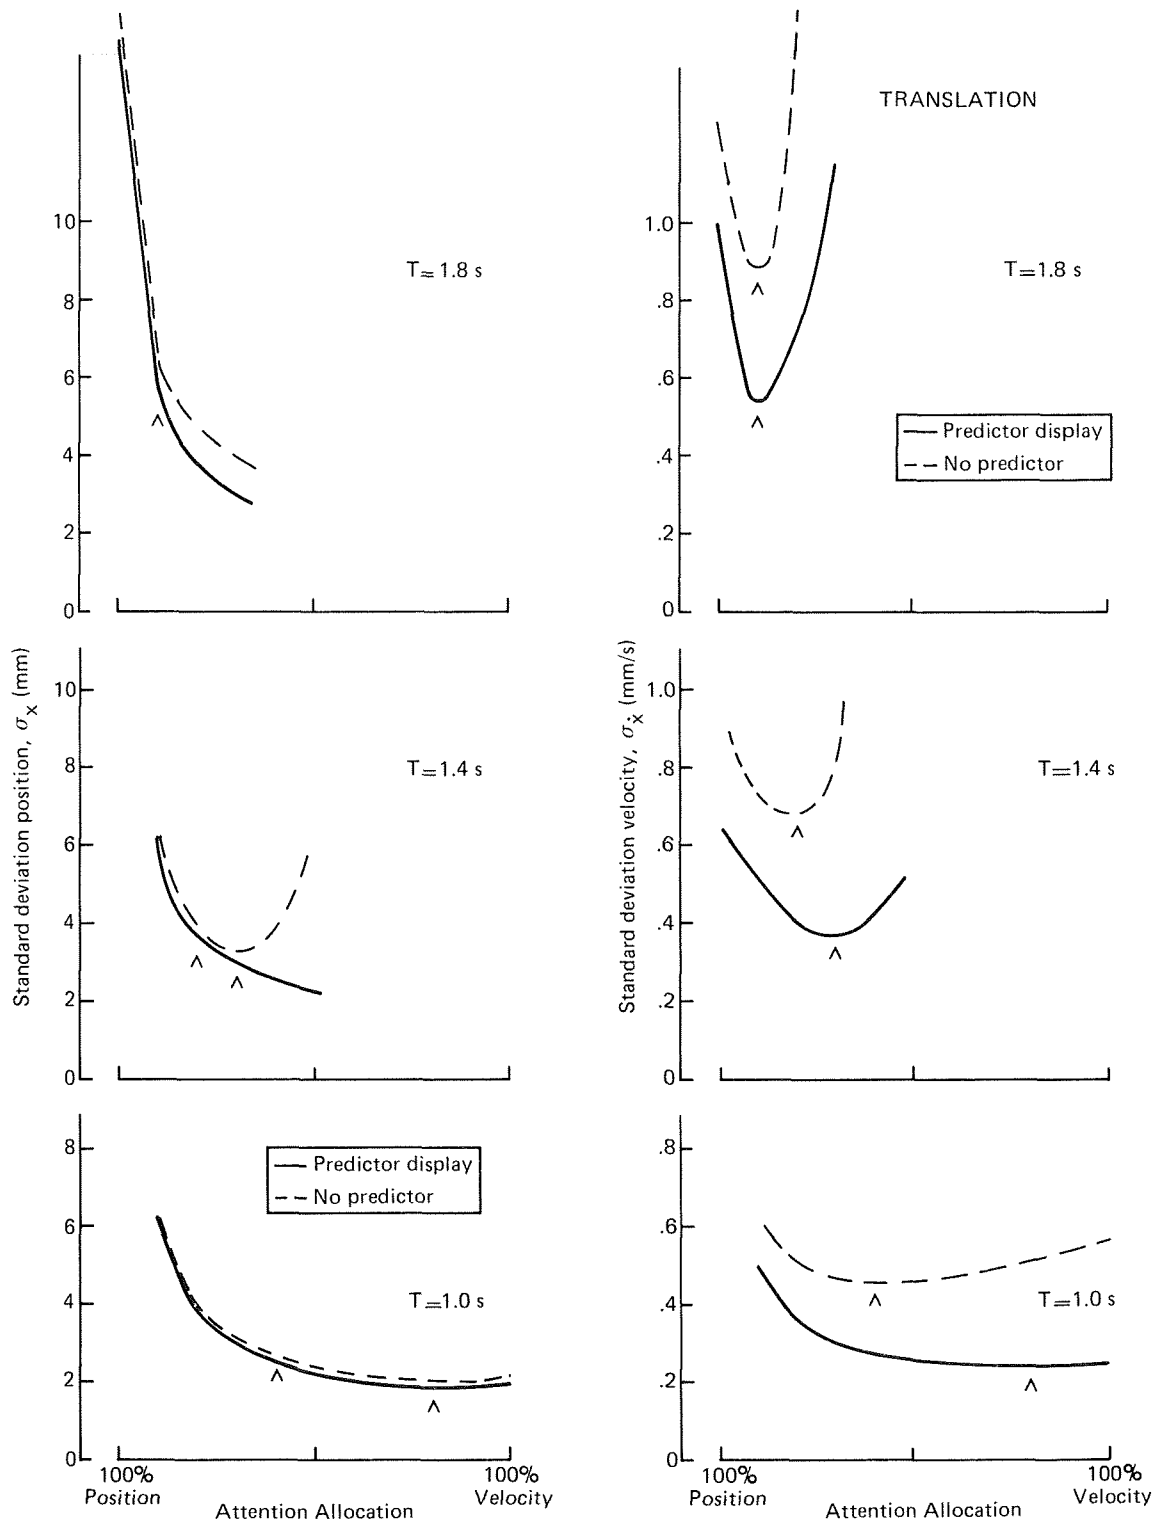 TRANSLATION
10
8
6
4
2
0
T=1.8 s
1.0
.8
.6
.4
.2
0
T=1.8 s
Predictor display
No predictor
Standard deviation position, σx (mm)
10
8
6
4
2
0
T=1.4 s
Standard deviation velocity, σẋ (mm/s)
1.0
.8
.6
.4
.2
0
T=1.4 s
8
6
4
2
0
Predictor display
No predictor
T=1.0 s
100%
Position
Attention Allocation
100%
Velocity
.8
.6
.4
.2
0
T=1.0 s
100%
Position
Attention Allocation
100%
Velocity